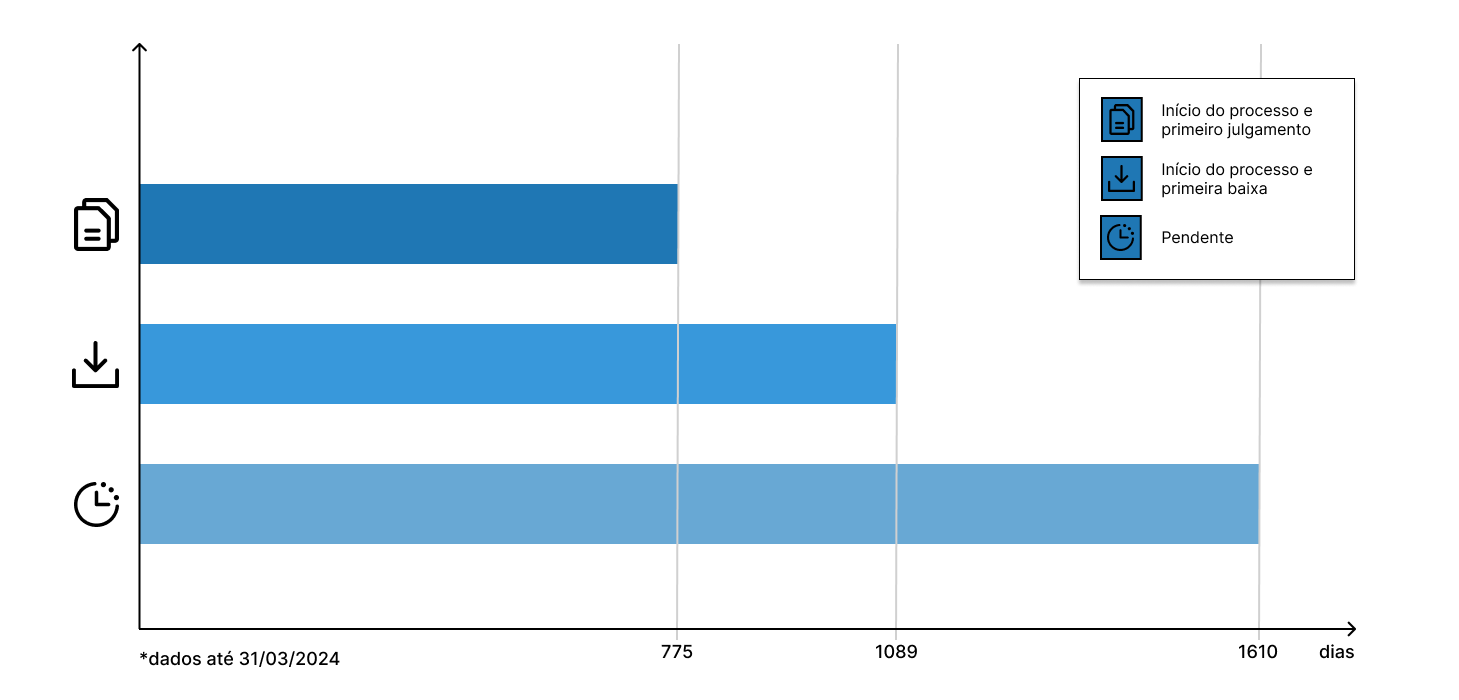 Início do processo e
primeiro julgamento
Início do processo e
primeira baixa
Pendente
775
1089
1610
dias
*dados até 31/03/2024